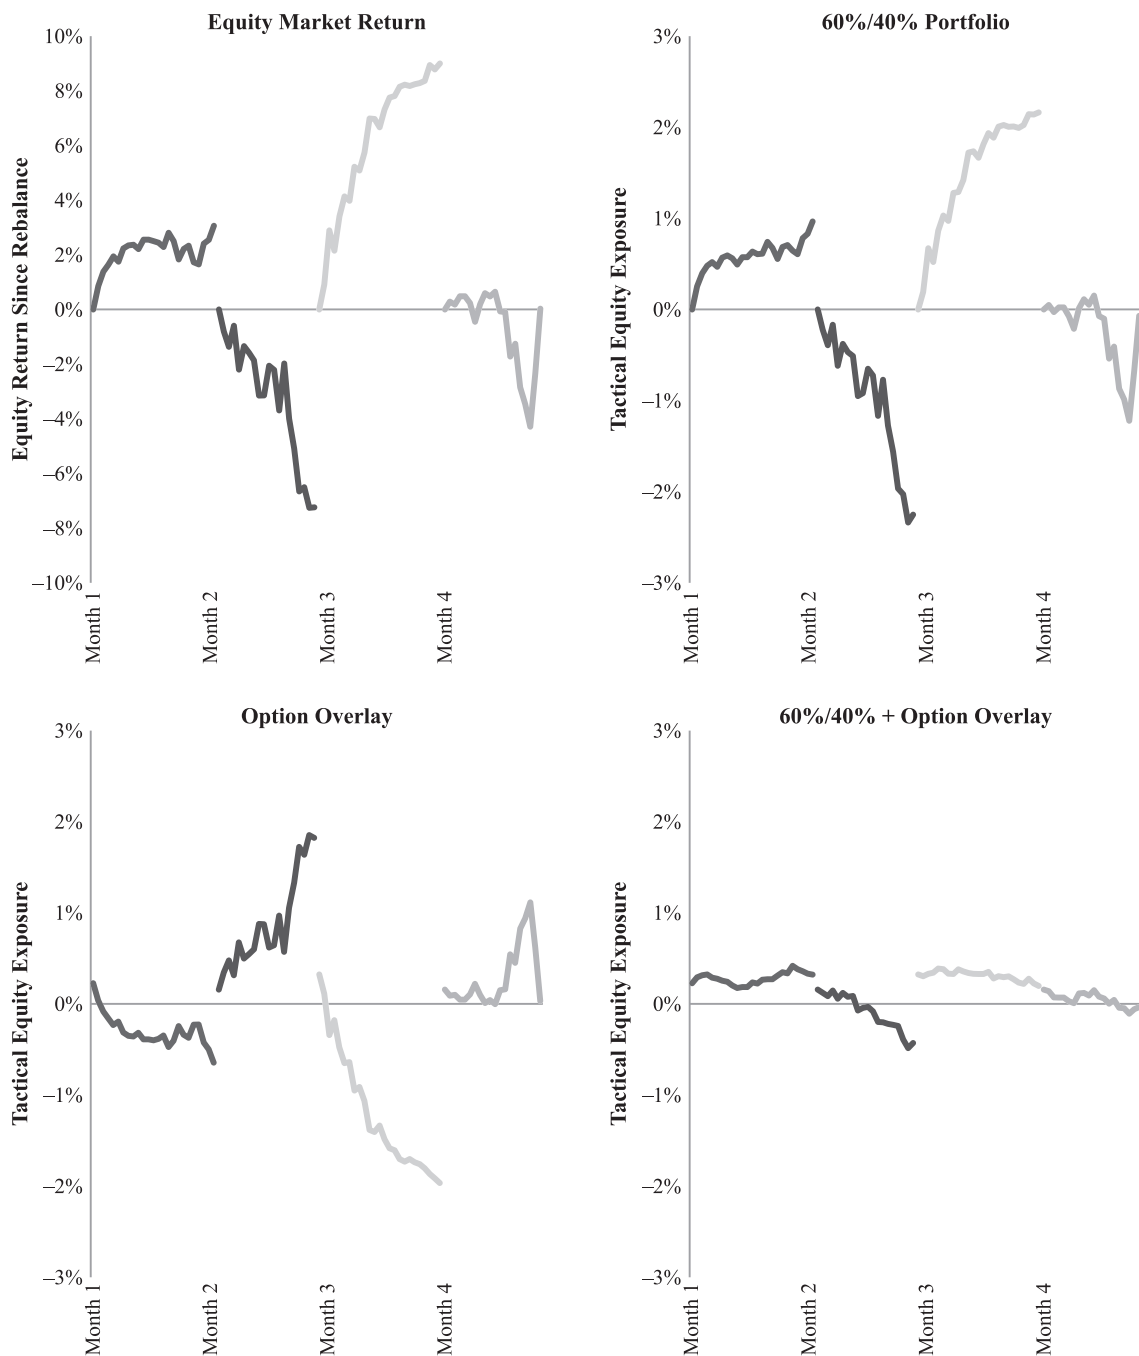 Equity Market Return
Equity Return Since Rebalance
10%
8%
6%
4%
2%
0%
–2%
–4%
–6%
–8%
–10%
Month 1
Month 2
Month 3
Month 4
60%/40% Portfolio
Tactical Equity Exposure
3%
2%
1%
0%
–1%
–2%
–3%
Month 1
Month 2
Month 3
Month 4
Option Overlay
Tactical Equity Exposure
3%
2%
1%
0%
–1%
–2%
–3%
Month 1
Month 2
Month 3
Month 4
60%/40% + Option Overlay
Tactical Equity Exposure
3%
2%
1%
0%
–1%
–2%
–3%
Month 1
Month 2
Month 3
Month 4